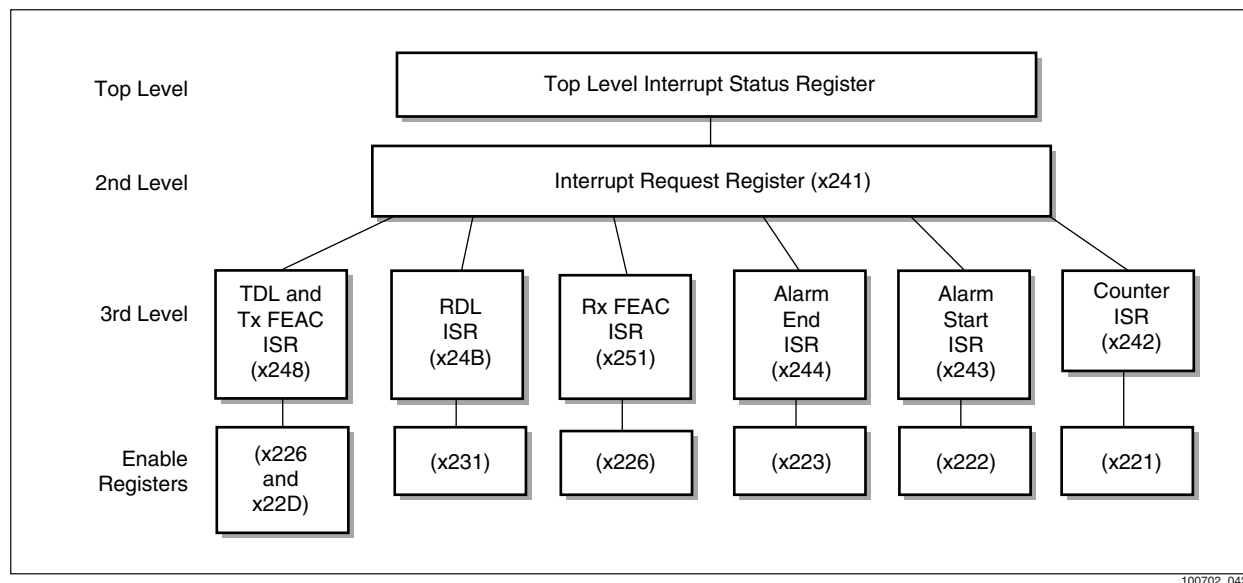 Top Level
Top Level Interrupt Status Register
2nd Level
Interrupt Request Register (x241)
3rd Level
TDL and
Tx FEAC
ISR
(x248)
RDL
ISR
(x24B)
Rx FEAC
ISR
(x251)
Alarm
End
ISR
(x244)
Alarm
Start
ISR
(x243)
Counter
ISR
(x242)
Enable
Registers
(x226
and
x22D)
(x231)
(x226)
(x223)
(x222)
(x221)